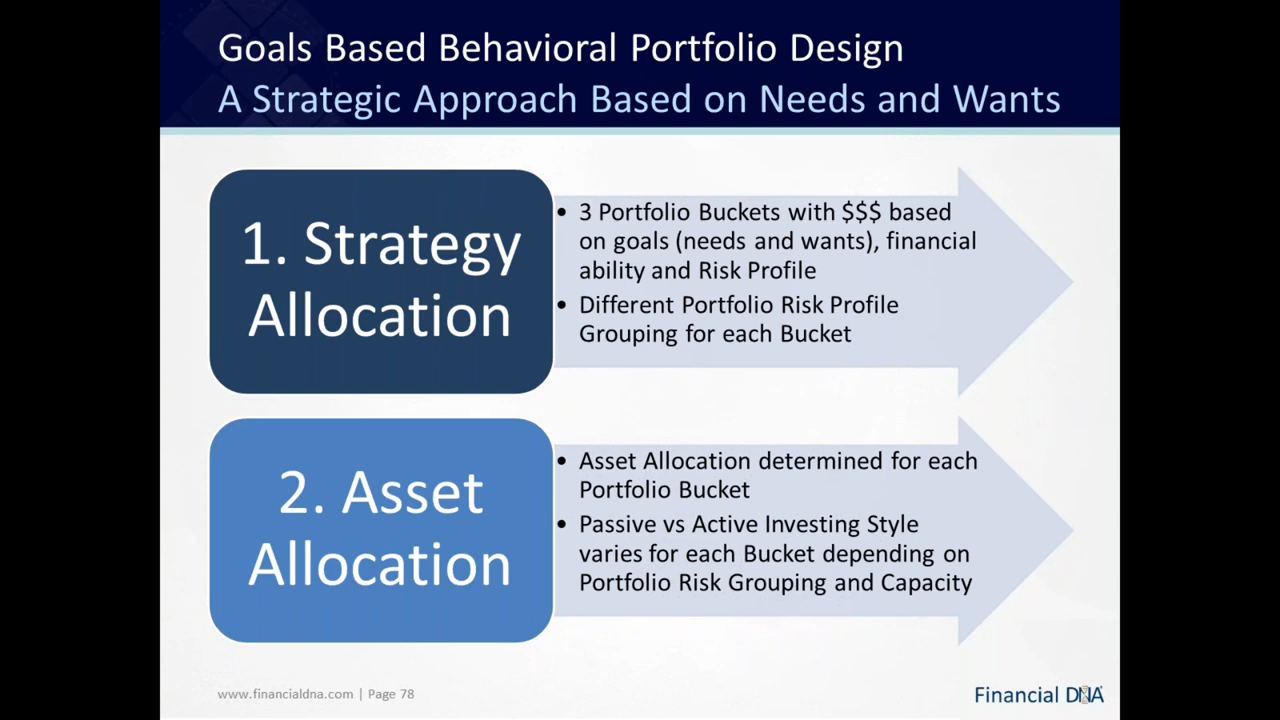 Goals Based Behavioral Portfolio Design
A Strategic Approach Based on Needs and Wants
1. Strategy
Allocation
• 3 Portfolio Buckets with $$$ based
on goals (needs and wants), financial
ability and Risk Profile
• Different Portfolio Risk Profile
Grouping for each Bucket
2. Asset
Allocation
• Asset Allocation determined for each
Portfolio Bucket
• Passive vs Active Investing Style
varies for each Bucket depending on
Portfolio Risk Grouping and Capacity
www.financialdna.com | Page 78
Financial DNA